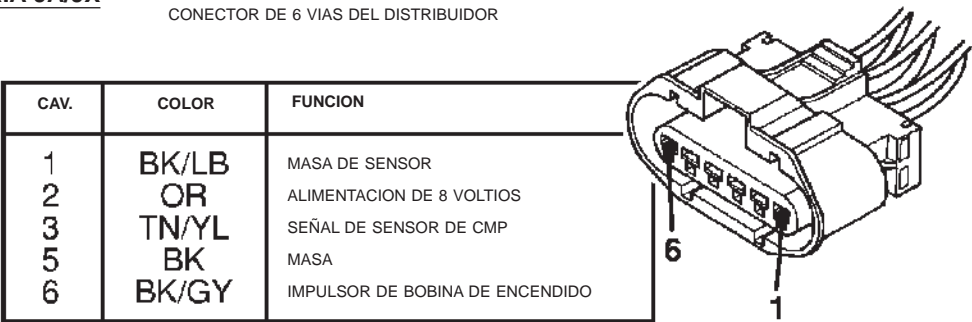 CONECTOR DE 6 VIAS DEL DISTRIBUIDOR
CAV. COLOR FUNCION
1 BK/LB MASA DE SENSOR
2 OR ALIMENTACION DE 8 VOLTIOS
3 TN/YL SEÑAL DE SENSOR DE CMP
5 BK MASA
6 BK/GY IMPULSOR DE BOBINA DE ENCENDIDO
6
1